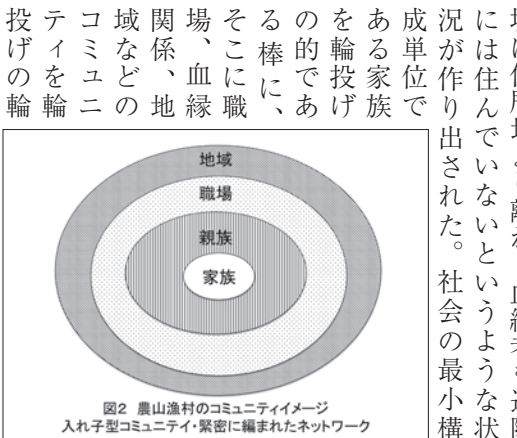 には住んでいないというような状
況が作り出された。社会の最小構
成単位で
ある家族
を輪投げ
の的であ
る棒に、
そこに職
場、血縁
関係、地
域などの
コミュニ
ティを輪
投げの輪
地域
職場
親族
家族
図2 農山漁村のコミュニティイメージ
入れ子型コミュニテイ・緊密に編まれたネットワーク